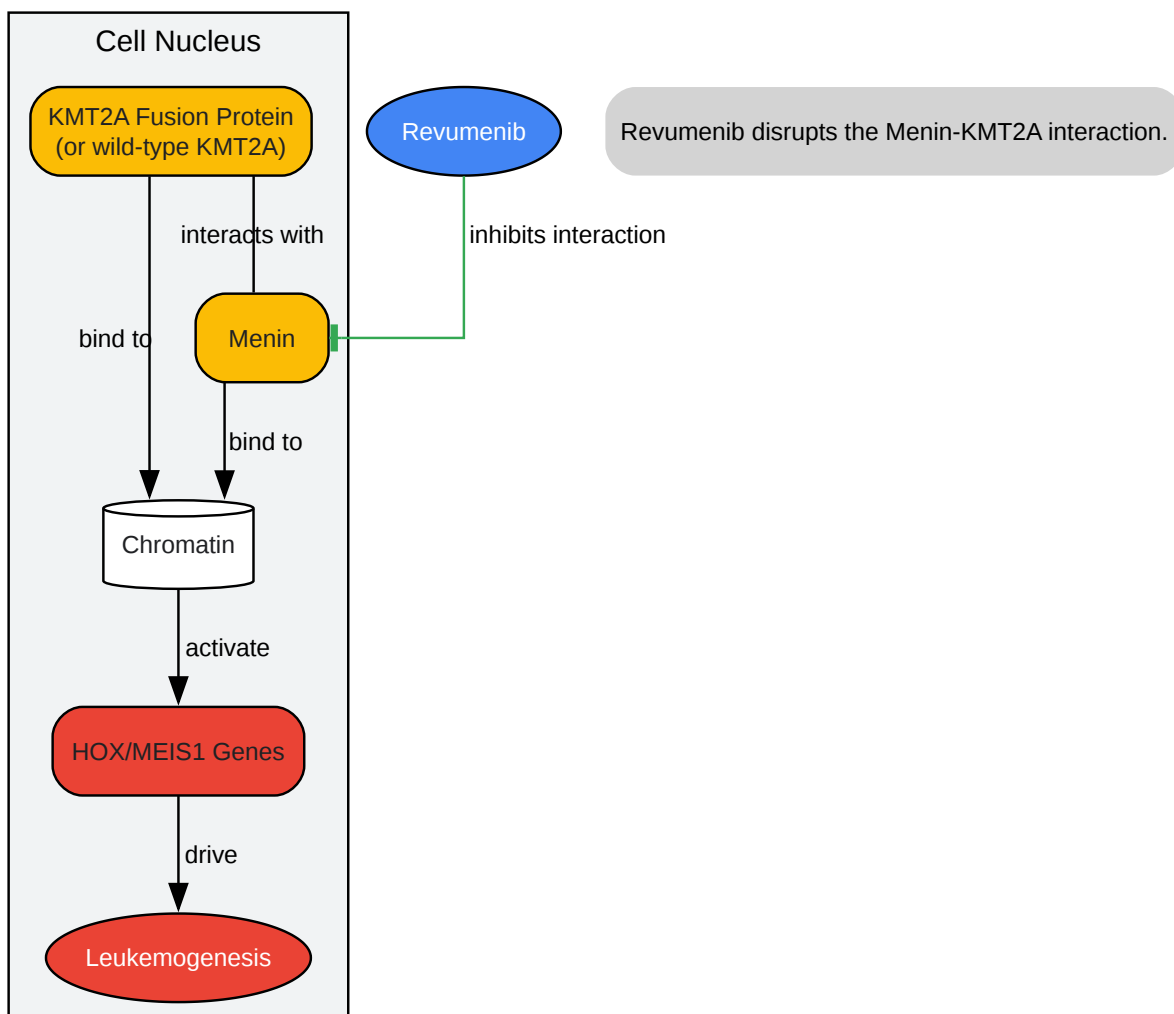 Cell Nucleus
KMT2A Fusion Protein
(or wild-type KMT2A)
Revumenib
Revumenib disrupts the Menin-KMT2A interaction.
interacts with
inhibits interaction
bind to
Menin
bind to
Chromatin
activate
HOX/MEIS1 Genes
drive
Leukemogenesis